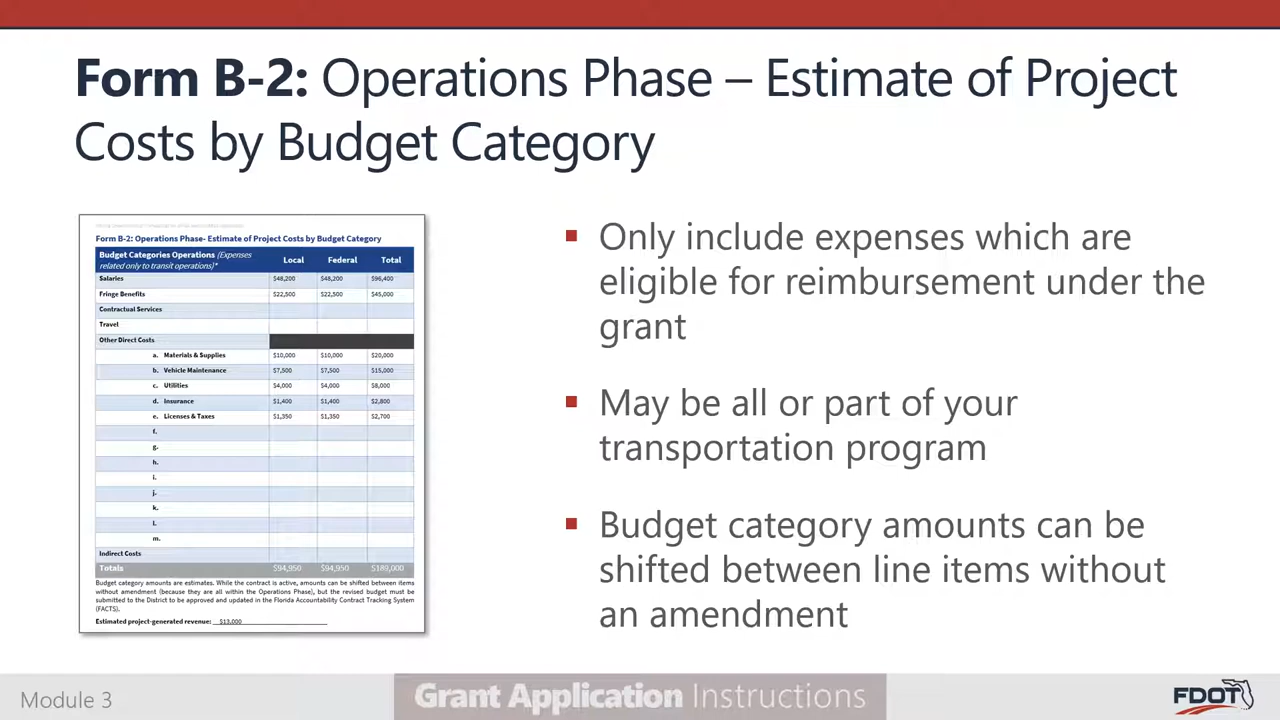 Form B-2: Operations Phase – Estimate of Project
Costs by Budget Category
Form B-2: Operations Phase- Estimate of Project Costs by Budget Category
Budget Categories Operations (Expenses
related only to transit operations)* Local Federal Total
Salaries $48,200 $48,200 $96,400
Fringe Benefits $22,500 $22,500 $45,000
Contractual Services
Travel
Other Direct Costs
a. Materials & Supplies $10,000 $10,000 $20,000
b. Vehicle Maintenance $7,500 $7,500 $15,000
c. Utilities $4,000 $4,000 $8,000
d. Insurance $1,400 $1,400 $2,800
e. Licenses & Taxes $1,350 $1,350 $2,700
f.
g.
h.
i.
j.
k.
l.
m.
Indirect Costs
Totals $94,950 $94,950 $189,000
Budget category amounts are estimates. While the contract is active, amounts can be shifted between items
without amendment (because they are all within the Operations Phase), but the revised budget must be
submitted to the District to be approved and updated in the Florida Accountability Contract Tracking System
(FACTS).
Estimated project-generated revenue: $13,000
Only include expenses which are
eligible for reimbursement under the
grant
May be all or part of your
transportation program
Budget category amounts can be
shifted between line items without
an amendment
Module 3
Grant Application Instructions
FDOT